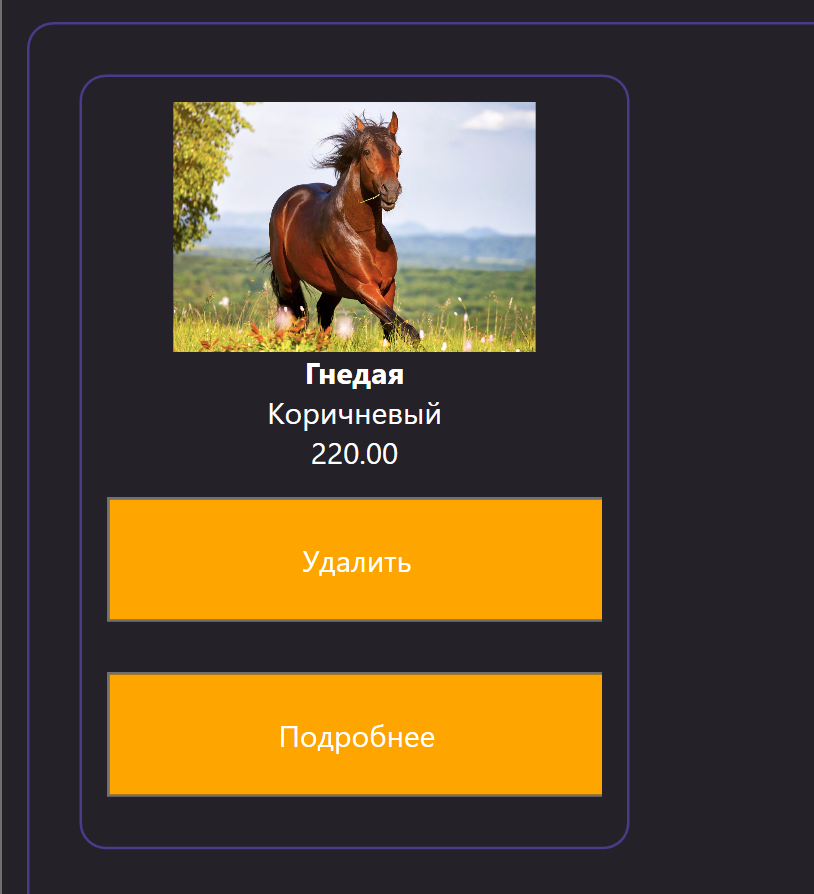 Гнедая
Коричневый
220.00
Удалить
Подробнее